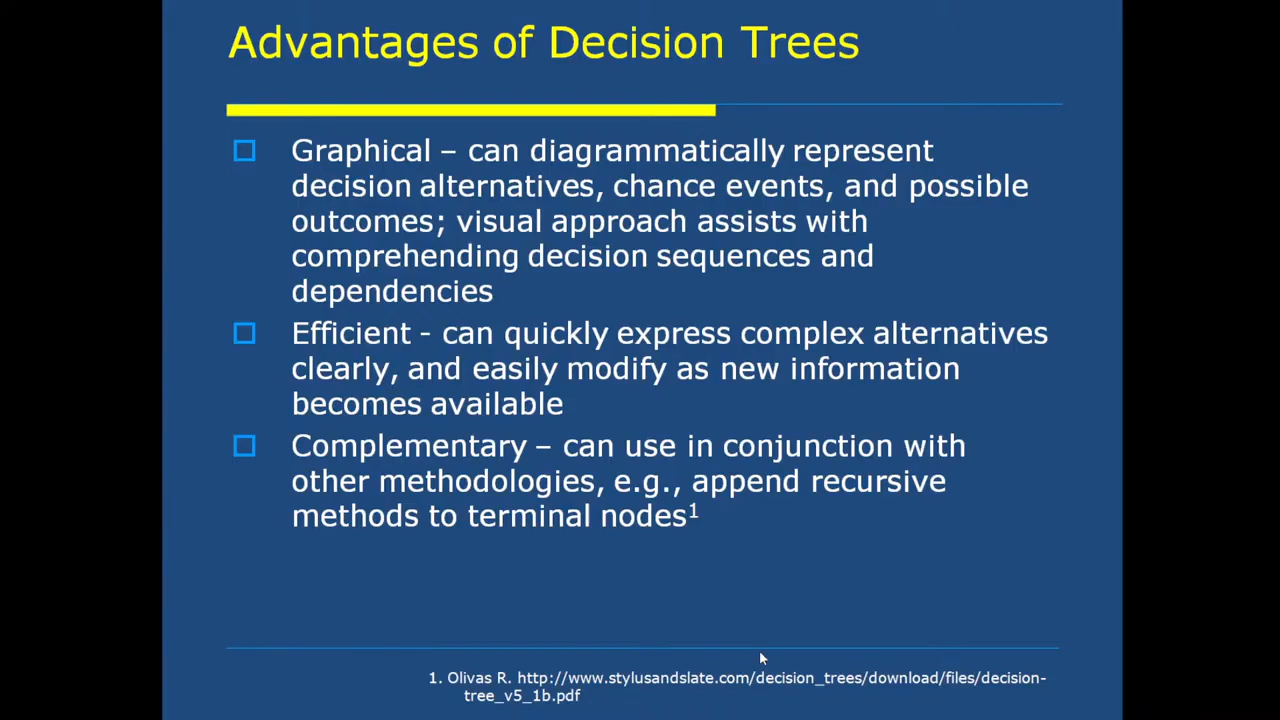 Advantages of Decision Trees
Graphical – can diagrammatically represent
decision alternatives, chance events, and possible
outcomes; visual approach assists with
comprehending decision sequences and
dependencies
Efficient - can quickly express complex alternatives
clearly, and easily modify as new information
becomes available
Complementary – can use in conjunction with
other methodologies, e.g., append recursive
methods to terminal nodes¹
1. Olivas R. http://www.stylusandslate.com/decision_trees/download/files/decision-
tree_v5_1b.pdf